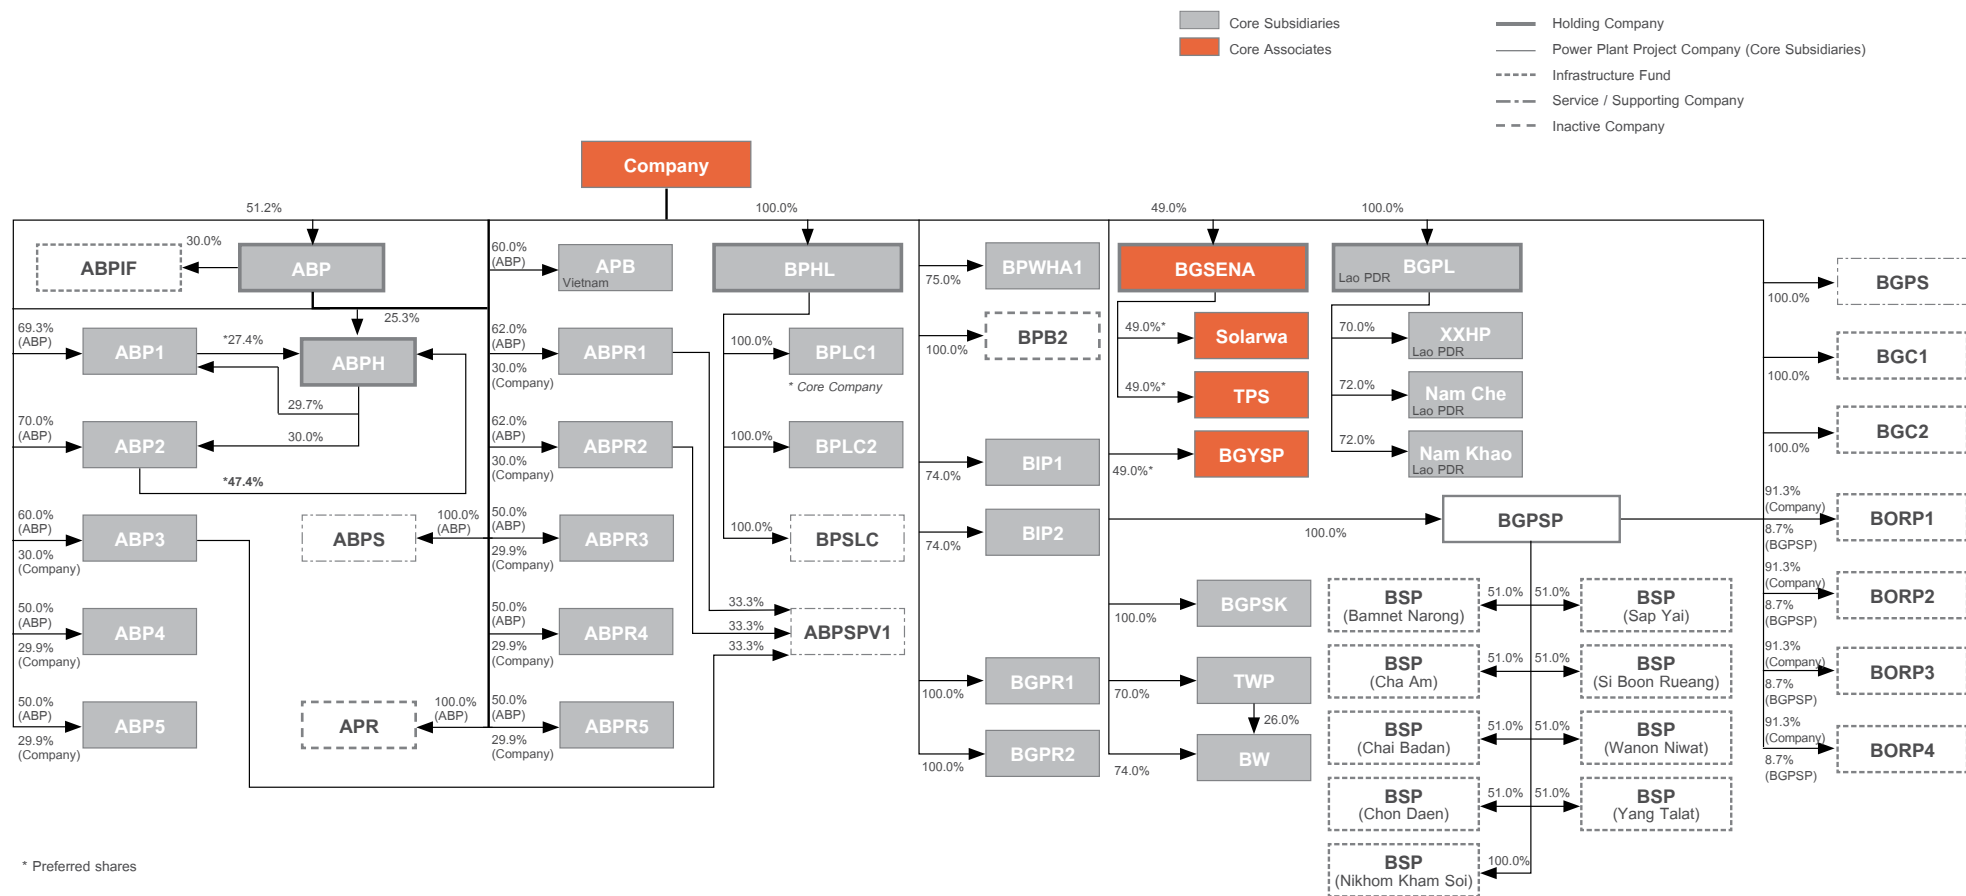 Core Subsidiaries
Core Associates
Holding Company
Power Plant Project Company (Core Subsidiaries)
Infrastructure Fund
Service / Supporting Company
Inactive Company
Company
51.2%
100.0%
49.0%
100.0%
ABPIF
30.0%
ABP
25.3%
69.3%
(ABP)
ABP1
*27.4%
ABPH
29.7%
70.0%
(ABP)
ABP2
30.0%
*47.4%
60.0%
(ABP)
30.0%
(Company)
ABP3
100.0%
(ABP)
ABPS
50.0%
(ABP)
29.9%
(Company)
ABP4
50.0%
(ABP)
29.9%
(Company)
ABP5
100.0%
(ABP)
APR
60.0%
(ABP)
APB
Vietnam
62.0%
(ABP)
30.0%
(Company)
ABPR1
62.0%
(ABP)
30.0%
(Company)
ABPR2
50.0%
(ABP)
29.9%
(Company)
ABPR3
50.0%
(ABP)
29.9%
(Company)
ABPR4
50.0%
(ABP)
29.9%
(Company)
ABPR5
BPHL
100.0%
BPLC1
* Core Company
100.0%
BPLC2
100.0%
BPSLC
33.3%
33.3%
33.3%
ABPSPV1
75.0%
BPWHA1
100.0%
BPB2
74.0%
BIP1
74.0%
BIP2
100.0%
BGPR1
100.0%
BGPR2
BGSENA
49.0%*
Solarwa
49.0%*
TPS
49.0%*
BGYSP
100.0%
BGPSK
70.0%
TWP
26.0%
74.0%
BW
BGPL
Lao PDR
70.0%
XXHP
Lao PDR
72.0%
Nam Che
Lao PDR
72.0%
Nam Khao
Lao PDR
100.0%
BGPSP
BSP
(Bamnet Narong)
51.0%
51.0%
BSP
(Sap Yai)
BSP
(Cha Am)
51.0%
51.0%
BSP
(Si Boon Rueang)
BSP
(Chai Badan)
51.0%
51.0%
BSP
(Wanon Niwat)
BSP
(Chon Daen)
51.0%
51.0%
BSP
(Yang Talat)
BSP
(Nikhom Kham Soi)
100.0%
100.0%
BGPS
100.0%
BGC1
100.0%
BGC2
91.3%
(Company)
8.7%
(BGPSP)
BORP1
91.3%
(Company)
8.7%
(BGPSP)
BORP2
91.3%
(Company)
8.7%
(BGPSP)
BORP3
91.3%
(Company)
8.7%
(BGPSP)
BORP4
* Preferred shares